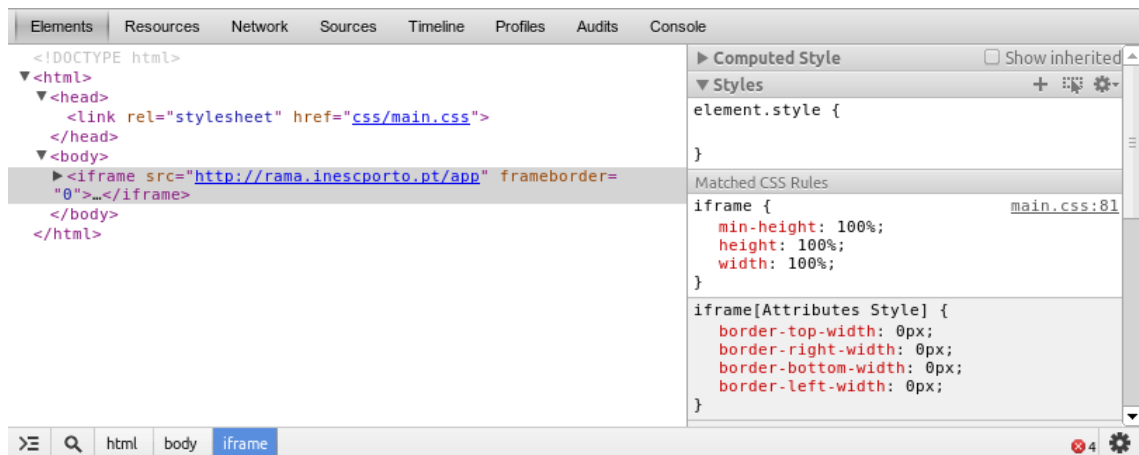 Elements Resources Network Sources Timeline Profiles Audits Console
<!DOCTYPE html>
▼<html>
▼<head>
<link rel="stylesheet" href="css/main.css">
</head>
▼<body>
▶<iframe src="http://rama.inescporto.pt/app" frameborder=
"0">…</iframe>
</body>
</html>
▶ Computed Style Show inherited
▼ Styles
element.style {
}
Matched CSS Rules
iframe { main.css:81
min-height: 100%;
height: 100%;
width: 100%;
}
iframe[Attributes Style] {
border-top-width: 0px;
border-right-width: 0px;
border-bottom-width: 0px;
border-left-width: 0px;
}
html body iframe 4